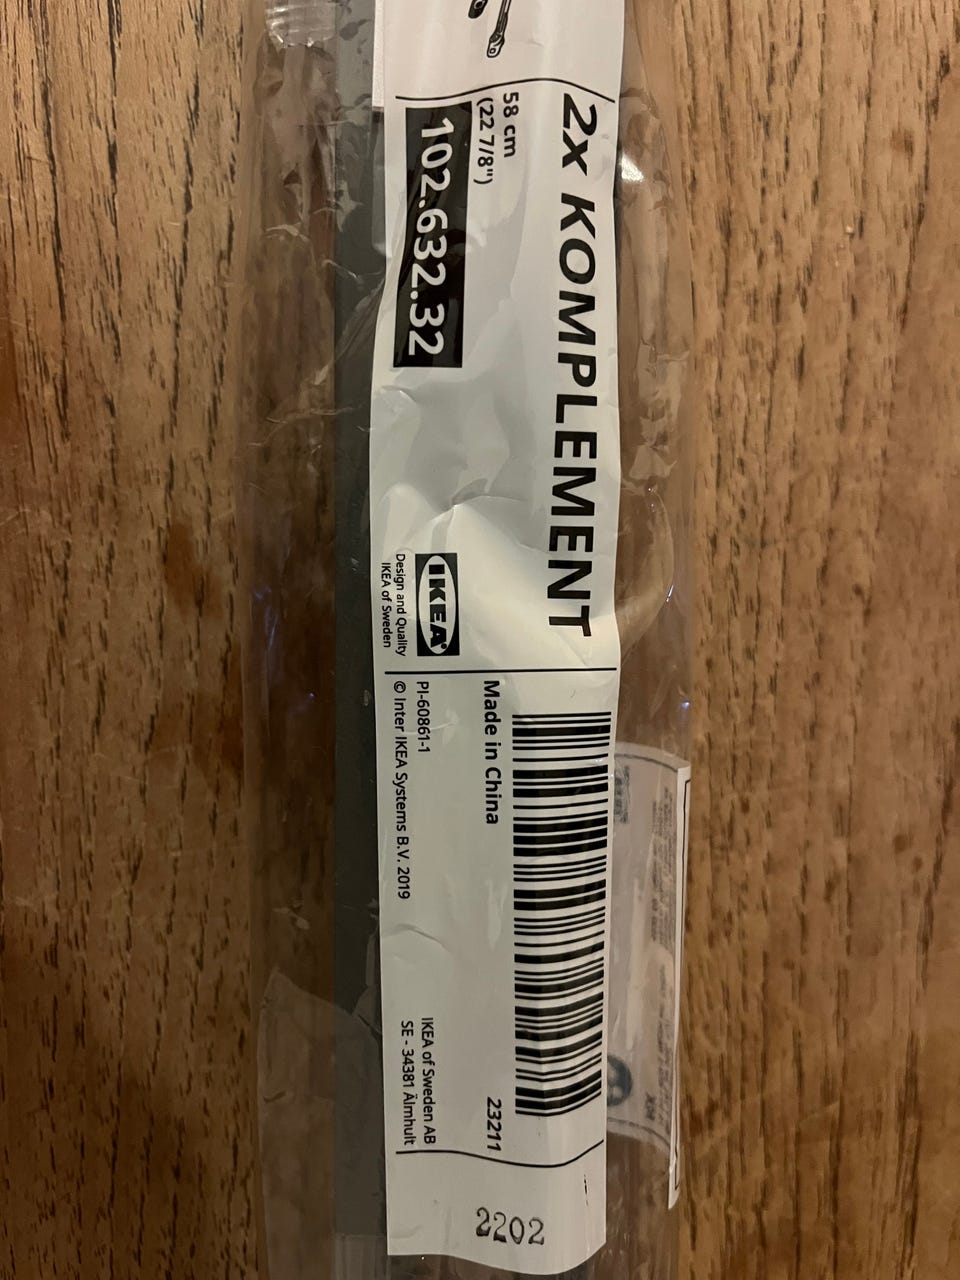 2x KOMPLEMENT
58 cm
(22 7/8")
102.632.32
IKEA®
Design and Quality
IKEA of Sweden
Made in China
23211
PI-60861-1
© Inter IKEA Systems B.V. 2019
IKEA of Sweden AB
SE - 34381 Älmhult
2202